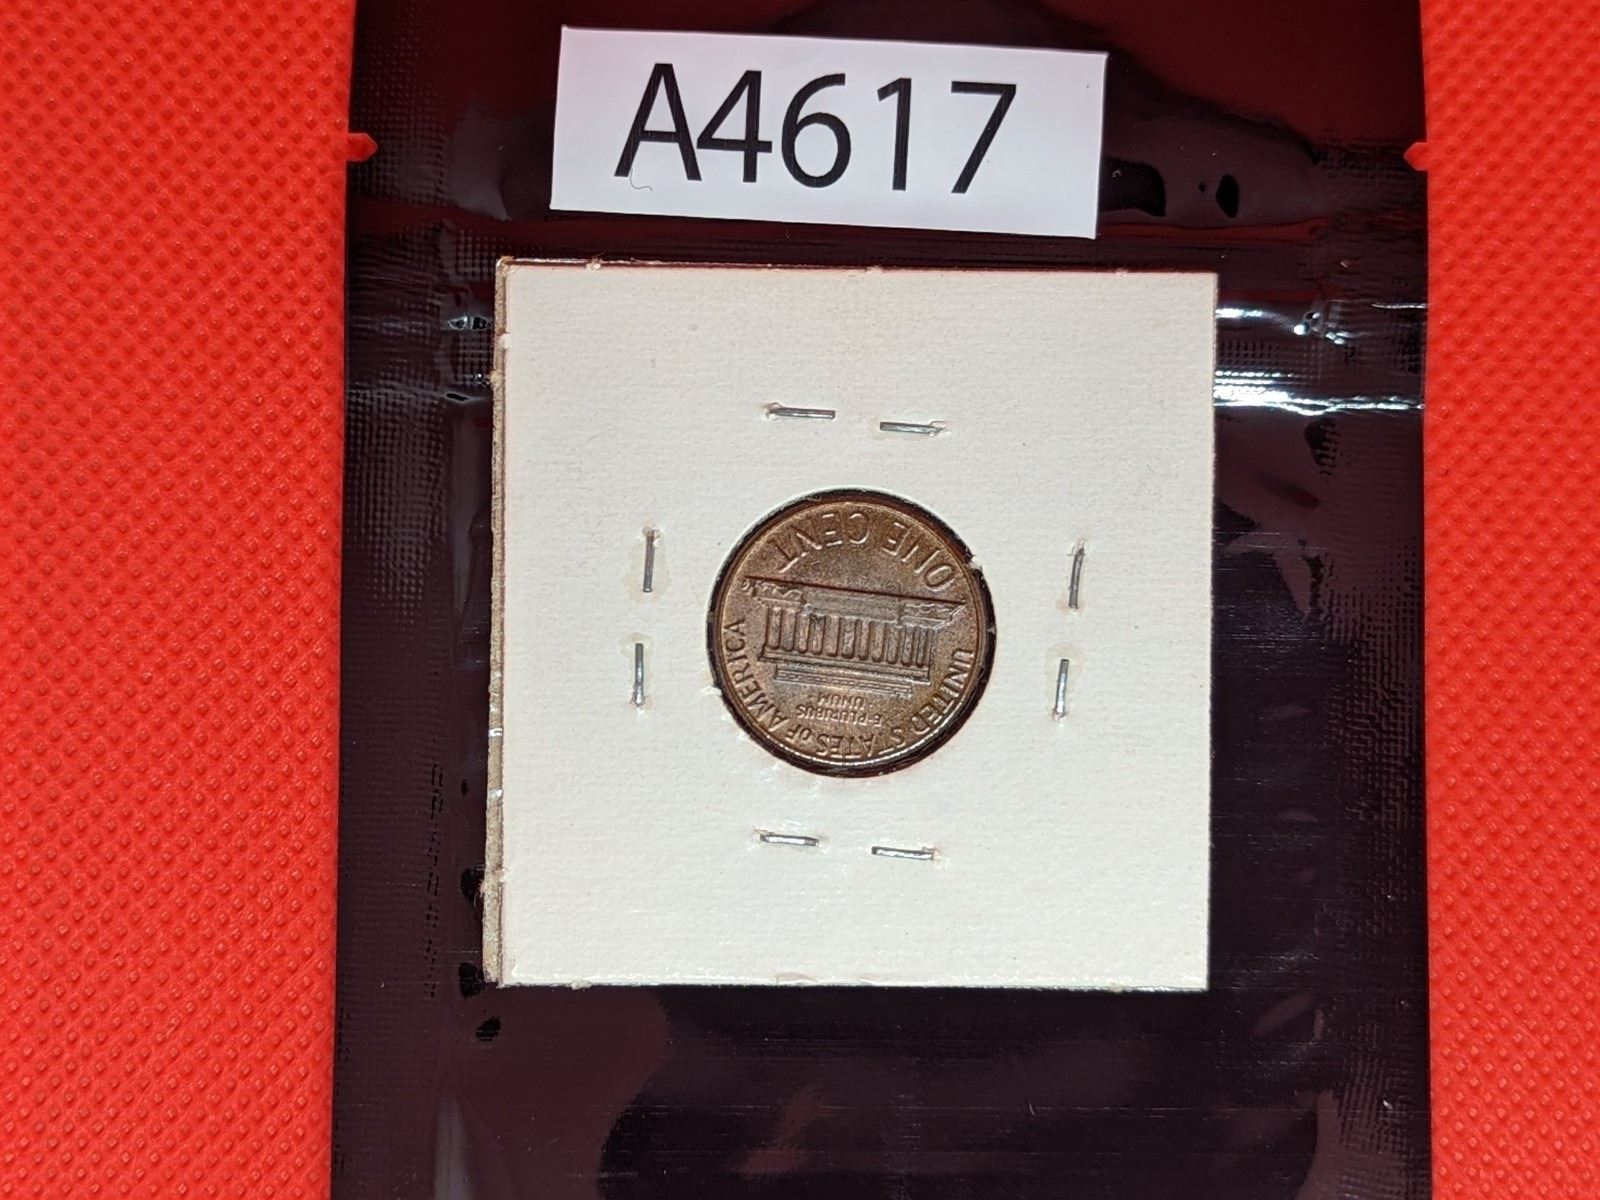 A4617
ONE CENT
UNITED STATES OF AMERICA
E·PLURIBUS
UNUM